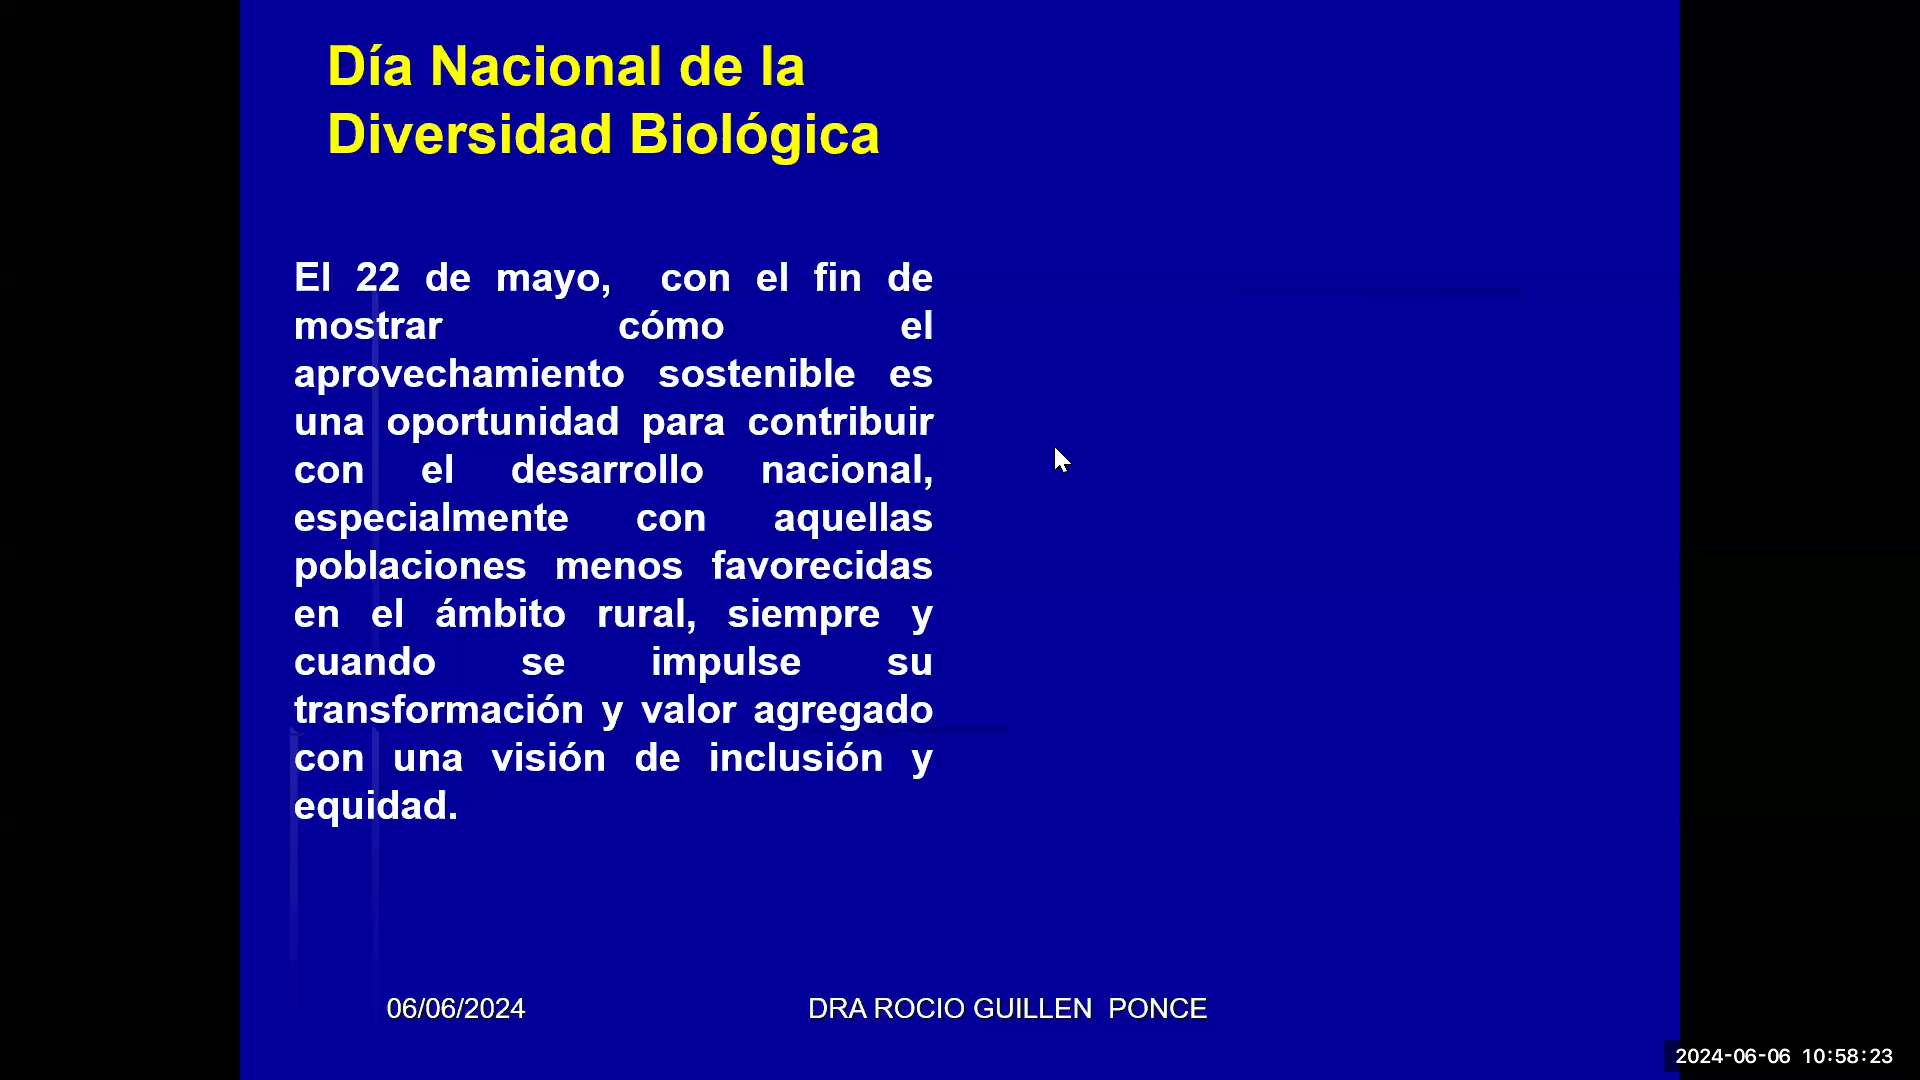 Día Nacional de la
Diversidad Biológica
El 22 de mayo, con el fin de
mostrar cómo el
aprovechamiento sostenible es
una oportunidad para contribuir
con el desarrollo nacional,
especialmente con aquellas
poblaciones menos favorecidas
en el ámbito rural, siempre y
cuando se impulse su
transformación y valor agregado
con una visión de inclusión y
equidad.
06/06/2024
DRA ROCIO GUILLEN PONCE
2024-06-06 10:58:23